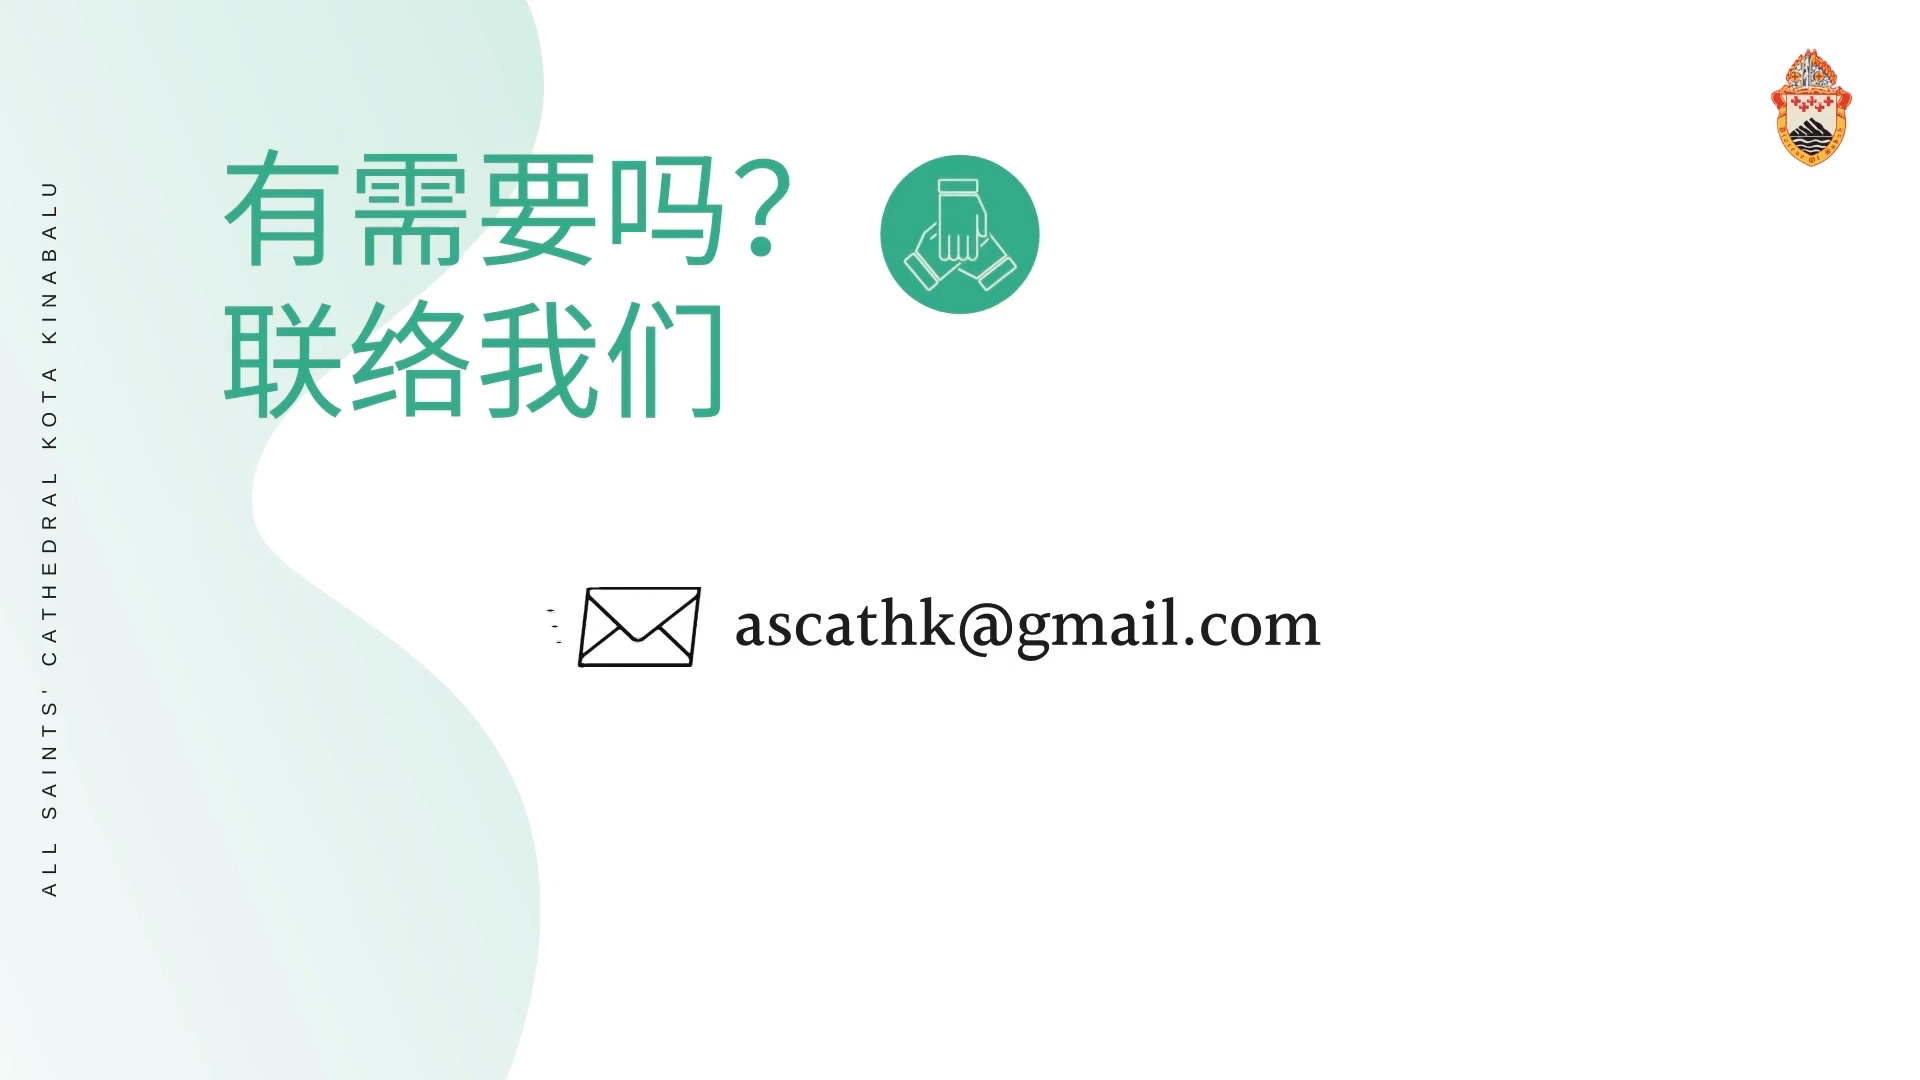 有需要吗?
联络我们
ascathk@gmail.com
ALL SAINTS' CATHEDRAL KOTA KINABALU